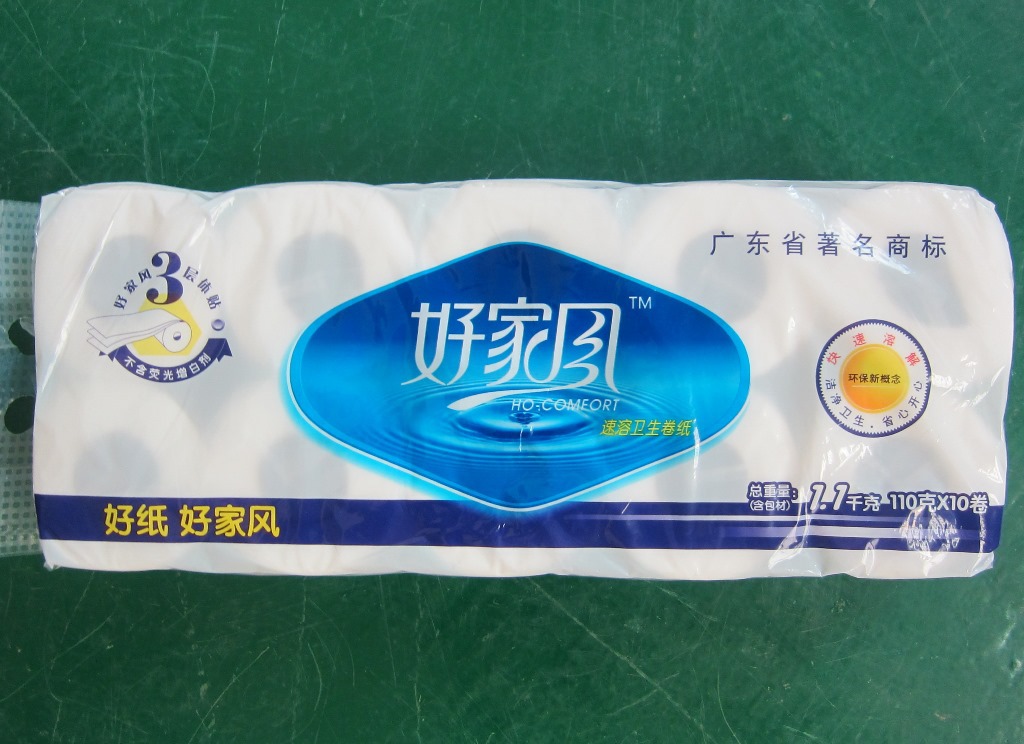 广东省著名商标
好家风3层体贴
不含荧光增白剂
好家风™
HO-COMFORT
速溶卫生卷纸
快速溶解
环保新概念
洁净卫生·省心开心
好纸 好家风
总重量:
(含包材)
1.1千克 110克X10卷